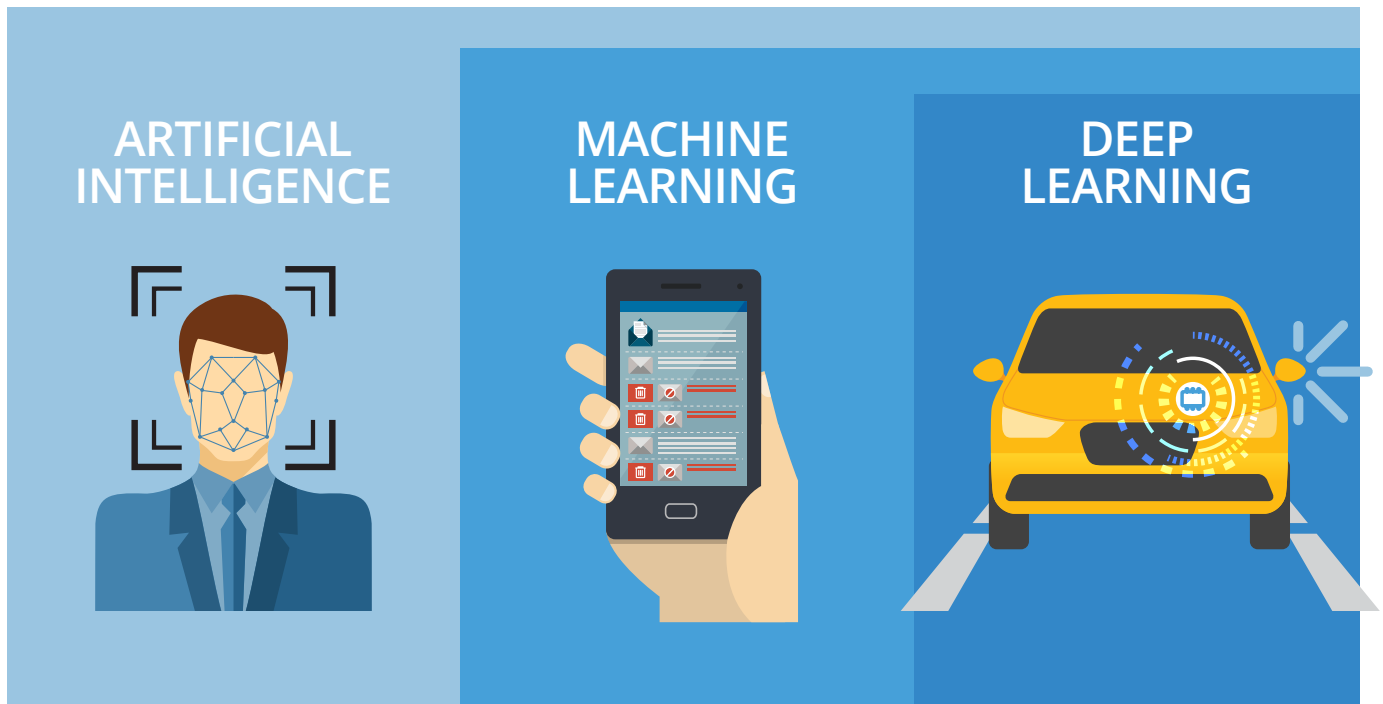 ARTIFICIAL
INTELLIGENCE
MACHINE
LEARNING
DEEP
LEARNING